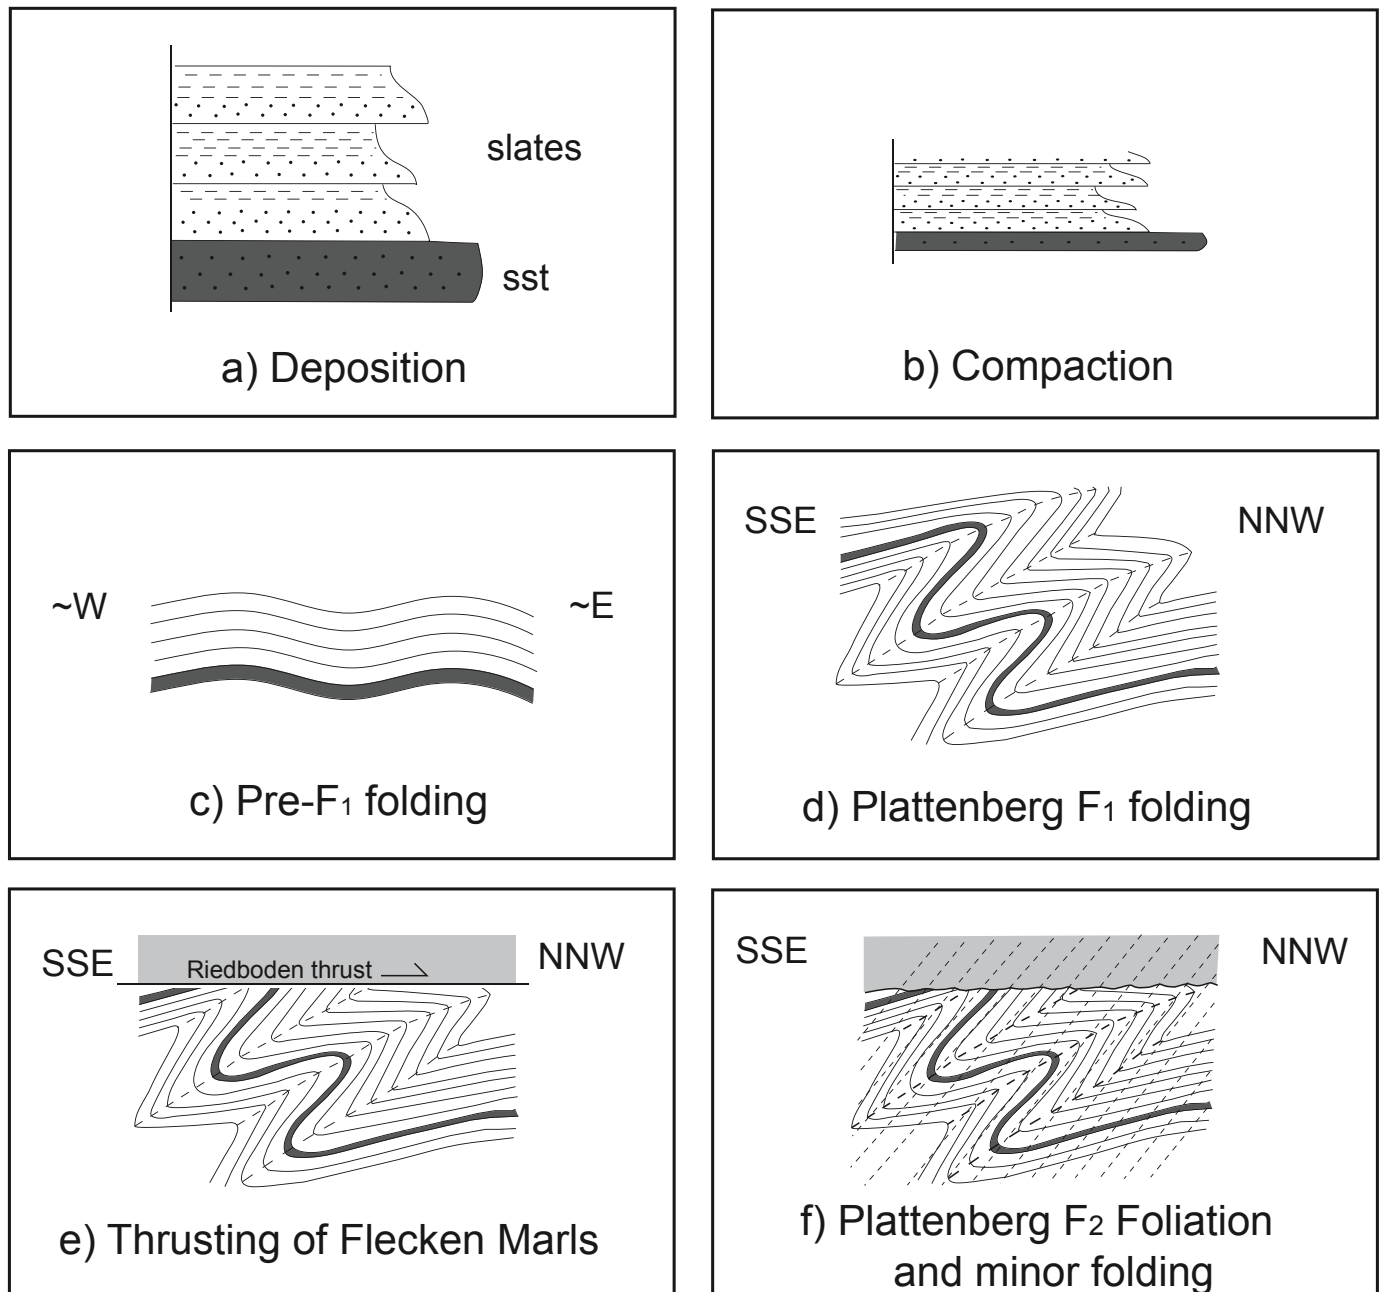 slates
sst
a) Deposition
b) Compaction
~W
~E
c) Pre-F₁ folding
SSE
NNW
d) Plattenberg F₁ folding
SSE
NNW
Riedboden thrust
e) Thrusting of Flecken Marls
SSE
NNW
f) Plattenberg F₂ Foliation
and minor folding